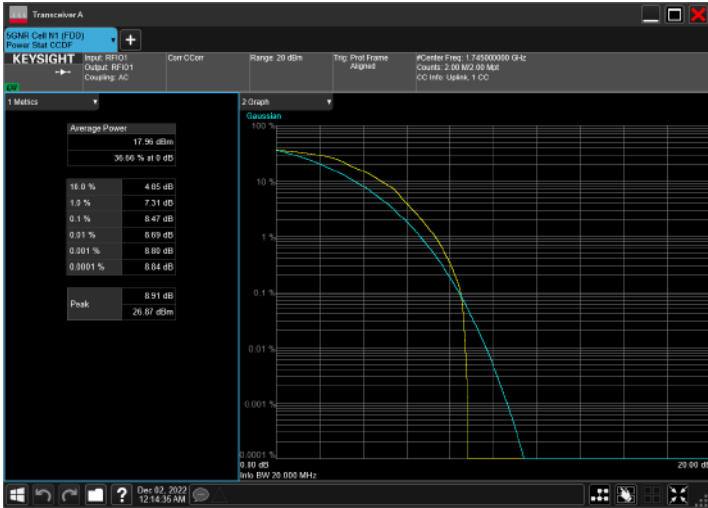 Transceiver A
5GNR Cell N1 (FDD)
Power Stat CCDF
KEYSIGHT
Input: RFIO1
Output: RFIO1
Coupling: AC
Corr CCorr
Range: 20 dBm
Trig: Prot Frame
Aligned
#Center Freq: 1.745000000 GHz
Counts: 2.00 M/2.00 Mpt
CC Info: Uplink, 1 CC
1 Metrics
Average Power
17.96 dBm
36.66 % at 0 dB
10.0 % 4.85 dB
1.0 % 7.31 dB
0.1 % 8.47 dB
0.01 % 8.69 dB
0.001 % 8.80 dB
0.0001 % 8.84 dB
Peak
8.91 dB
26.87 dBm
2 Graph
Gaussian
100 %
10 %
1 %
0.1 %
0.01 %
0.001 %
0.0001 %
0.00 dB
20.00 dB
Info BW 20.000 MHz
?
Dec 02, 2022
12:14:35 AM